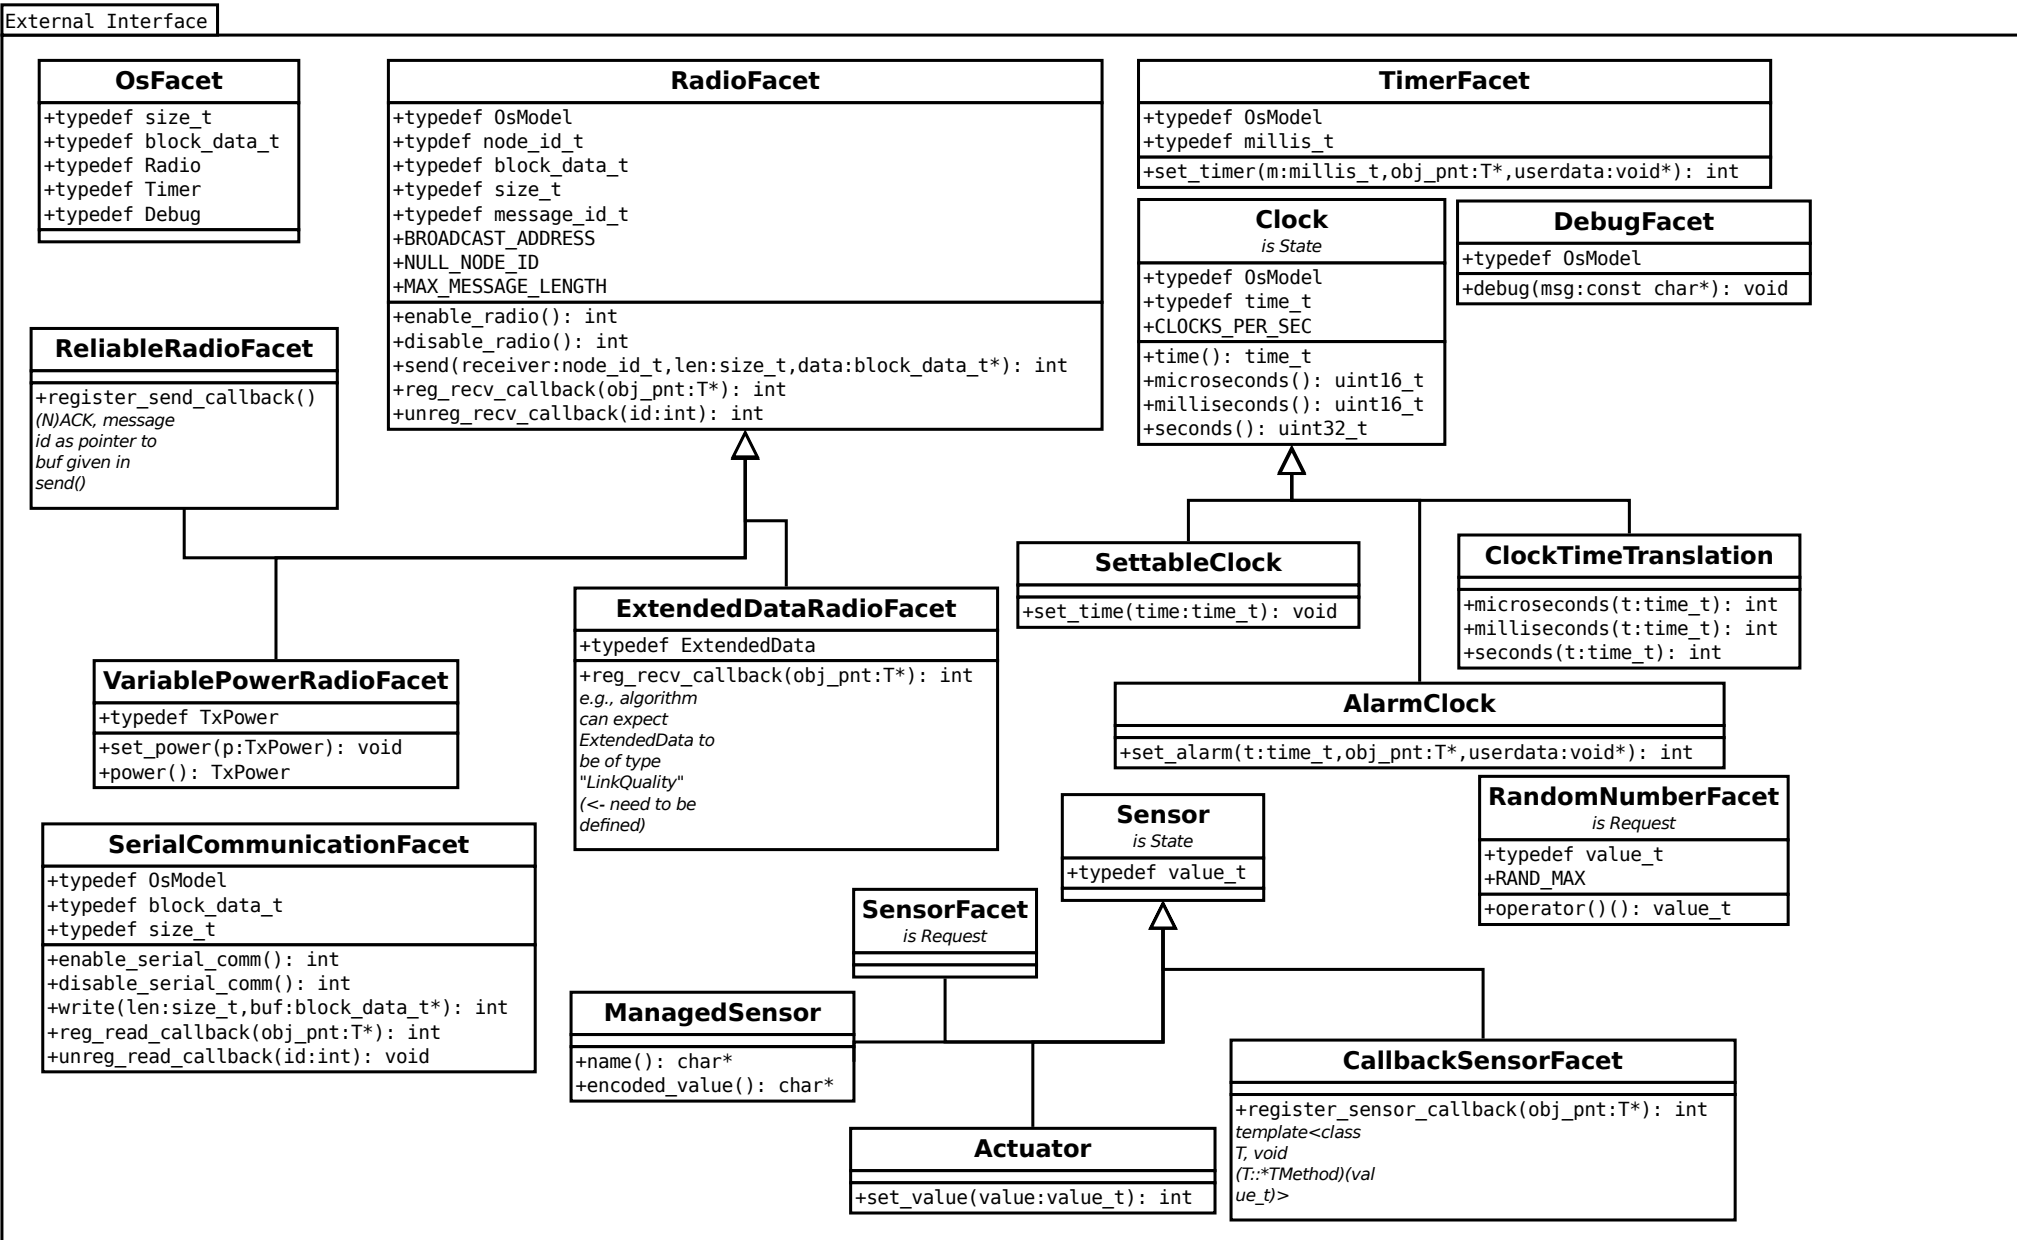 External Interface
OsFacet
+typedef size_t
+typedef block_data_t
+typedef Radio
+typedef Timer
+typedef Debug
RadioFacet
+typedef OsModel
+typdef node_id_t
+typedef block_data_t
+typedef size_t
+typedef message_id_t
+BROADCAST_ADDRESS
+NULL_NODE_ID
+MAX_MESSAGE_LENGTH
+enable_radio(): int
+disable_radio(): int
+send(receiver:node_id_t,len:size_t,data:block_data_t*): int
+reg_recv_callback(obj_pnt:T*): int
+unreg_recv_callback(id:int): int
TimerFacet
+typedef OsModel
+typedef millis_t
+set_timer(m:millis_t,obj_pnt:T*,userdata:void*): int
Clock
is State
+typedef OsModel
+typedef time_t
+CLOCKS_PER_SEC
+time(): time_t
+microseconds(): uint16_t
+milliseconds(): uint16_t
+seconds(): uint32_t
DebugFacet
+typedef OsModel
+debug(msg:const char*): void
ReliableRadioFacet
+register_send_callback()
(N)ACK, message
id as pointer to
buf given in
send()
SettableClock
+set_time(time:time_t): void
ClockTimeTranslation
+microseconds(t:time_t): int
+milliseconds(t:time_t): int
+seconds(t:time_t): int
ExtendedDataRadioFacet
+typedef ExtendedData
+reg_recv_callback(obj_pnt:T*): int
e.g., algorithm
can expect
ExtendedData to
be of type
"LinkQuality"
(<- need to be
defined)
VariablePowerRadioFacet
+typedef TxPower
+set_power(p:TxPower): void
+power(): TxPower
AlarmClock
+set_alarm(t:time_t,obj_pnt:T*,userdata:void*): int
RandomNumberFacet
is Request
+typedef value_t
+RAND_MAX
+operator()(): value_t
Sensor
is State
+typedef value_t
SerialCommunicationFacet
+typedef OsModel
+typedef block_data_t
+typedef size_t
+enable_serial_comm(): int
+disable_serial_comm(): int
+write(len:size_t,buf:block_data_t*): int
+reg_read_callback(obj_pnt:T*): int
+unreg_read_callback(id:int): void
SensorFacet
is Request
ManagedSensor
+name(): char*
+encoded_value(): char*
CallbackSensorFacet
+register_sensor_callback(obj_pnt:T*): int
template<class
T, void
(T::*TMethod)(val
ue_t)>
Actuator
+set_value(value:value_t): int